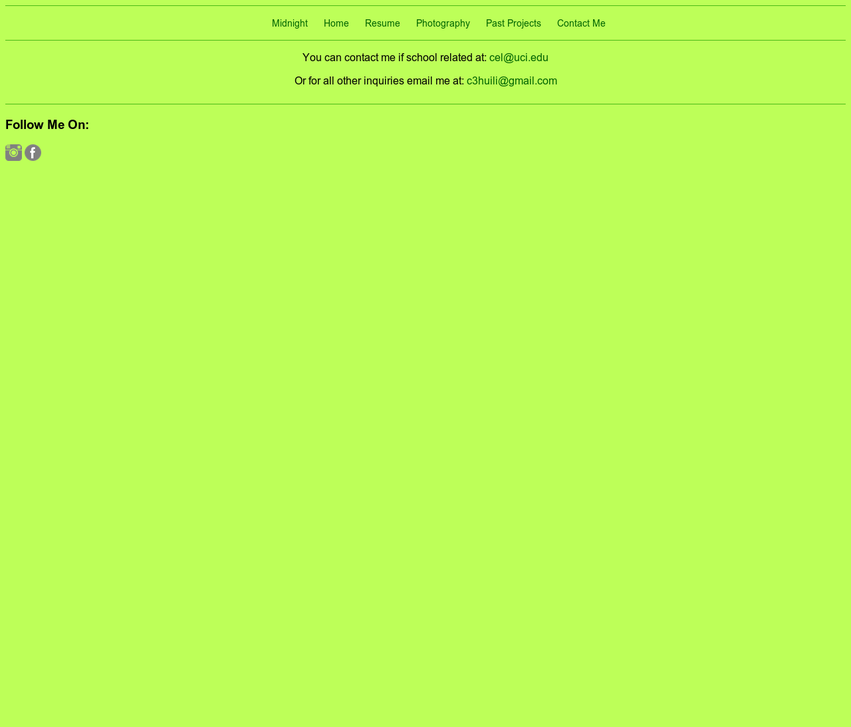 Midnight Home Resume Photography Past Projects Contact Me
You can contact me if school related at: cel@uci.edu
Or for all other inquiries email me at: c3huili@gmail.com
Follow Me On: